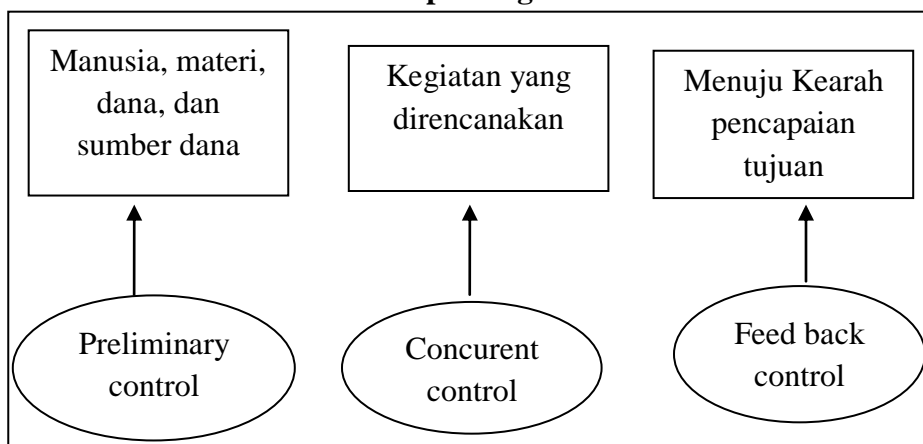 Manusia, materi,
dana, dan
sumber dana
Kegiatan yang
direncanakan
Menuju Kearah
pencapaian
tujuan
Preliminary
control
Concurent
control
Feed back
control